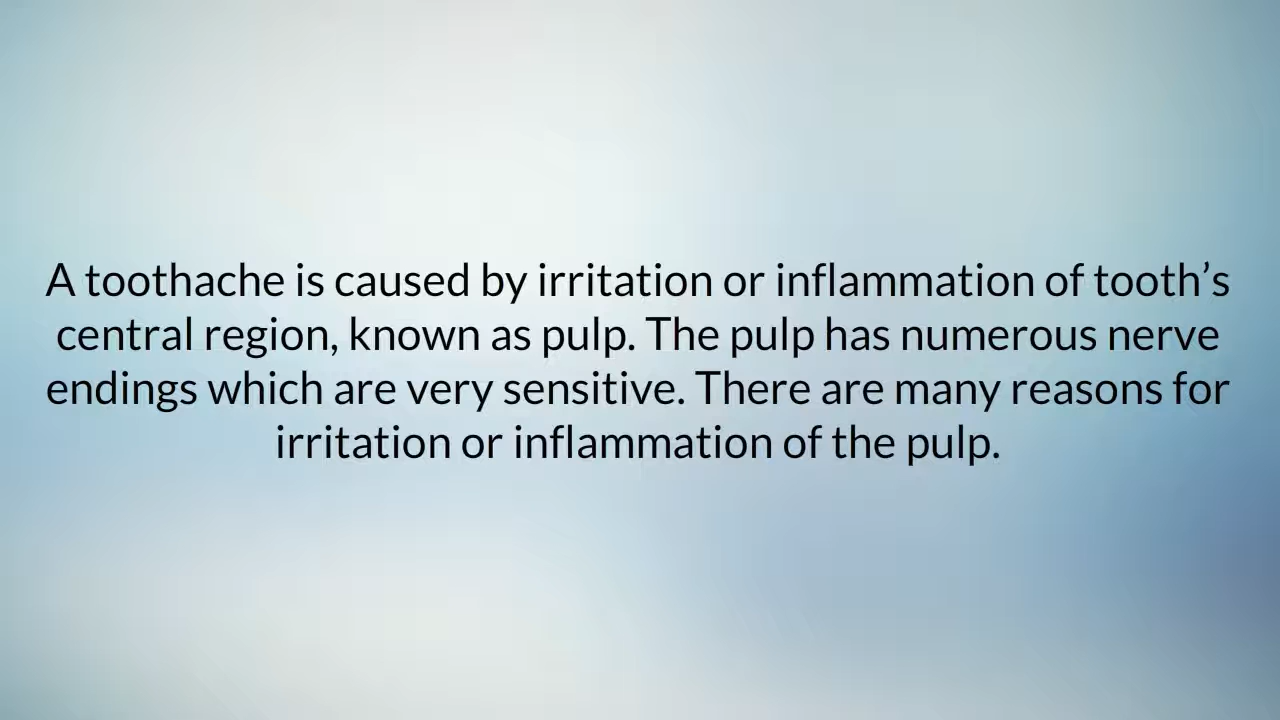 A toothache is caused by irritation or inflammation of tooth’s
central region, known as pulp. The pulp has numerous nerve
endings which are very sensitive. There are many reasons for
irritation or inflammation of the pulp.